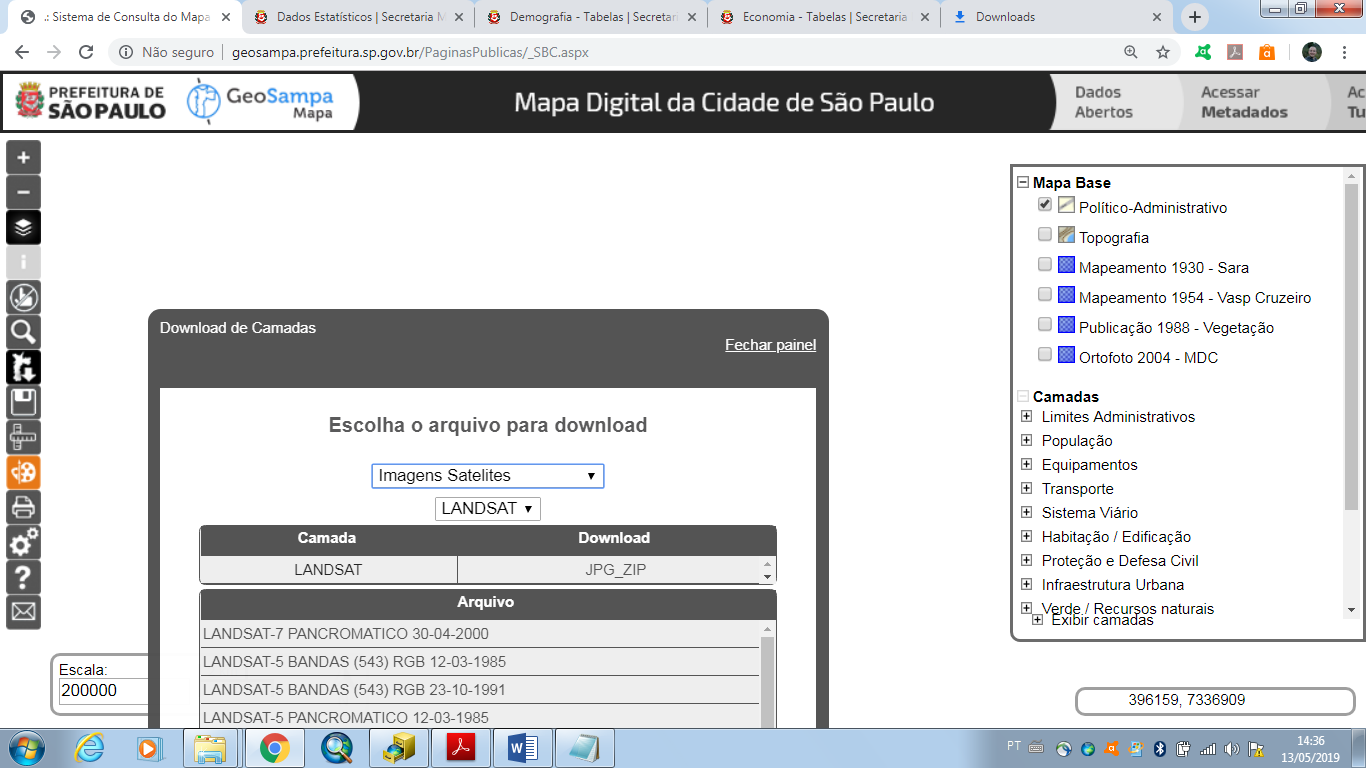 .: Sistema de Consulta do Mapa
Dados Estatísticos | Secretaria M
Demografia - Tabelas | Secretari
Economia - Tabelas | Secretaria
Downloads
Não seguro
geosampa.prefeitura.sp.gov.br/PaginasPublicas/_SBC.aspx
PREFEITURA DE
SÃO PAULO
GeoSampa
Mapa
Mapa Digital da Cidade de São Paulo
Dados
Abertos
Acessar
Metadados
Ac
Tu
Mapa Base
Político-Administrativo
Topografia
Mapeamento 1930 - Sara
Mapeamento 1954 - Vasp Cruzeiro
Publicação 1988 - Vegetação
Ortofoto 2004 - MDC
Camadas
Limites Administrativos
População
Equipamentos
Transporte
Sistema Viário
Habitação / Edificação
Proteção e Defesa Civil
Infraestrutura Urbana
Verde / Recursos naturais
Exibir camadas
Download de Camadas
Fechar painel
Escolha o arquivo para download
Imagens Satelites
LANDSAT
Camada Download
LANDSAT JPG_ZIP
Arquivo
LANDSAT-7 PANCROMATICO 30-04-2000
LANDSAT-5 BANDAS (543) RGB 12-03-1985
LANDSAT-5 BANDAS (543) RGB 23-10-1991
LANDSAT-5 PANCROMATICO 12-03-1985
Escala:
200000
396159, 7336909
PT
14:36
13/05/2019